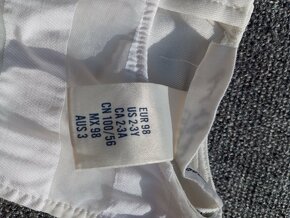 EUR 98
US 2-3Y
CA 2-3A
CN 100/56
MX 98
AUS 3